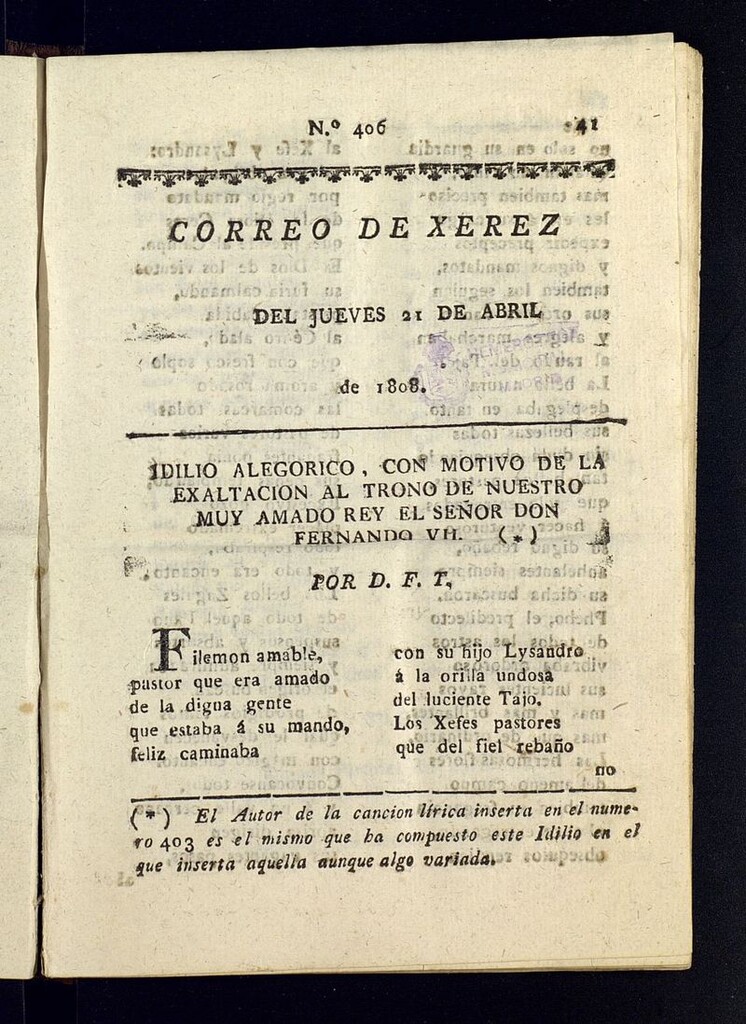 N.º 406
41
CORREO DE XEREZ
DEL JUEVES 21 DE ABRIL
de 1808.
IDILIO ALEGORICO, CON MOTIVO DE LA
EXALTACION AL TRONO DE NUESTRO
MUY AMADO REY EL SEÑOR DON
FERNANDO VII. (*)
POR D. F. T.
Filemon amable,
pastor que era amado
de la digna gente
que estaba á su mando,
feliz caminaba
con su hijo Lysandro
á la orilla undosa
del luciente Tajo.
Los Xefes pastores
que del fiel rebaño
no
(*) El Autor de la cancion lírica inserta en el nume-
ro 403 es el mismo que ha compuesto este Idilio en el
que inserta aquella aunque algo variada.